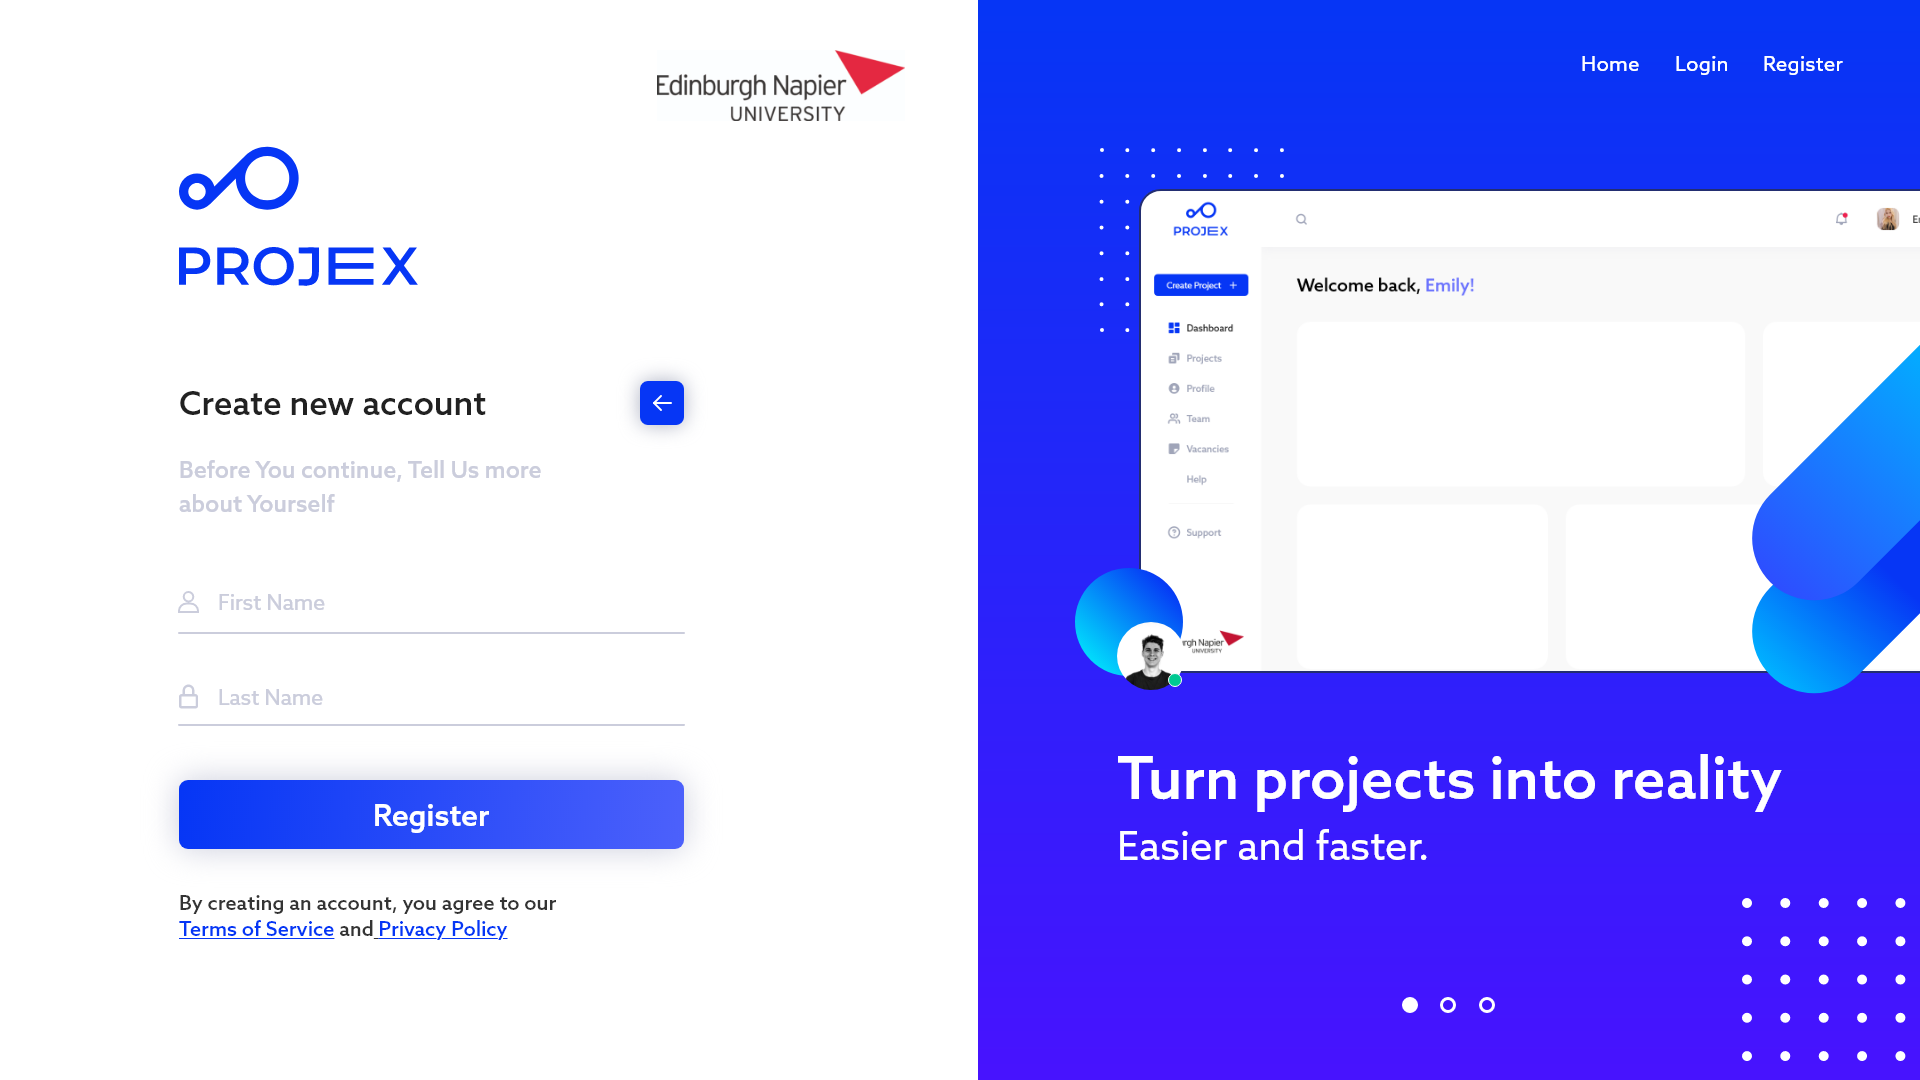 Edinburgh Napier
UNIVERSITY
PROJEX
Create new account
Before You continue, Tell Us more
about Yourself
First Name
Last Name
Register
By creating an account, you agree to our
Terms of Service and Privacy Policy
Home
Login
Register
PROJEX
Create Project +
Welcome back, Emily!
Dashboard
Projects
Profile
Team
Vacancies
Help
Support
Napier
UNIVERSITY
Turn projects into reality
Easier and faster.